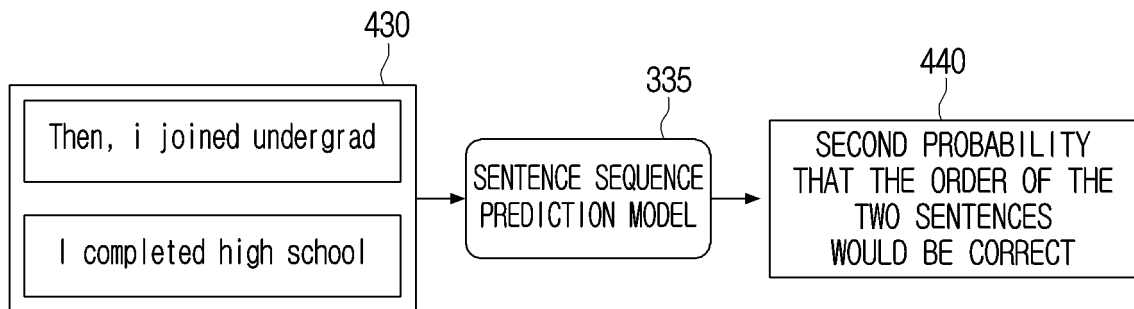 430
Then, i joined undergrad
I completed high school
335
SENTENCE SEQUENCE
PREDICTION MODEL
440
SECOND PROBABILITY
THAT THE ORDER OF THE
TWO SENTENCES
WOULD BE CORRECT